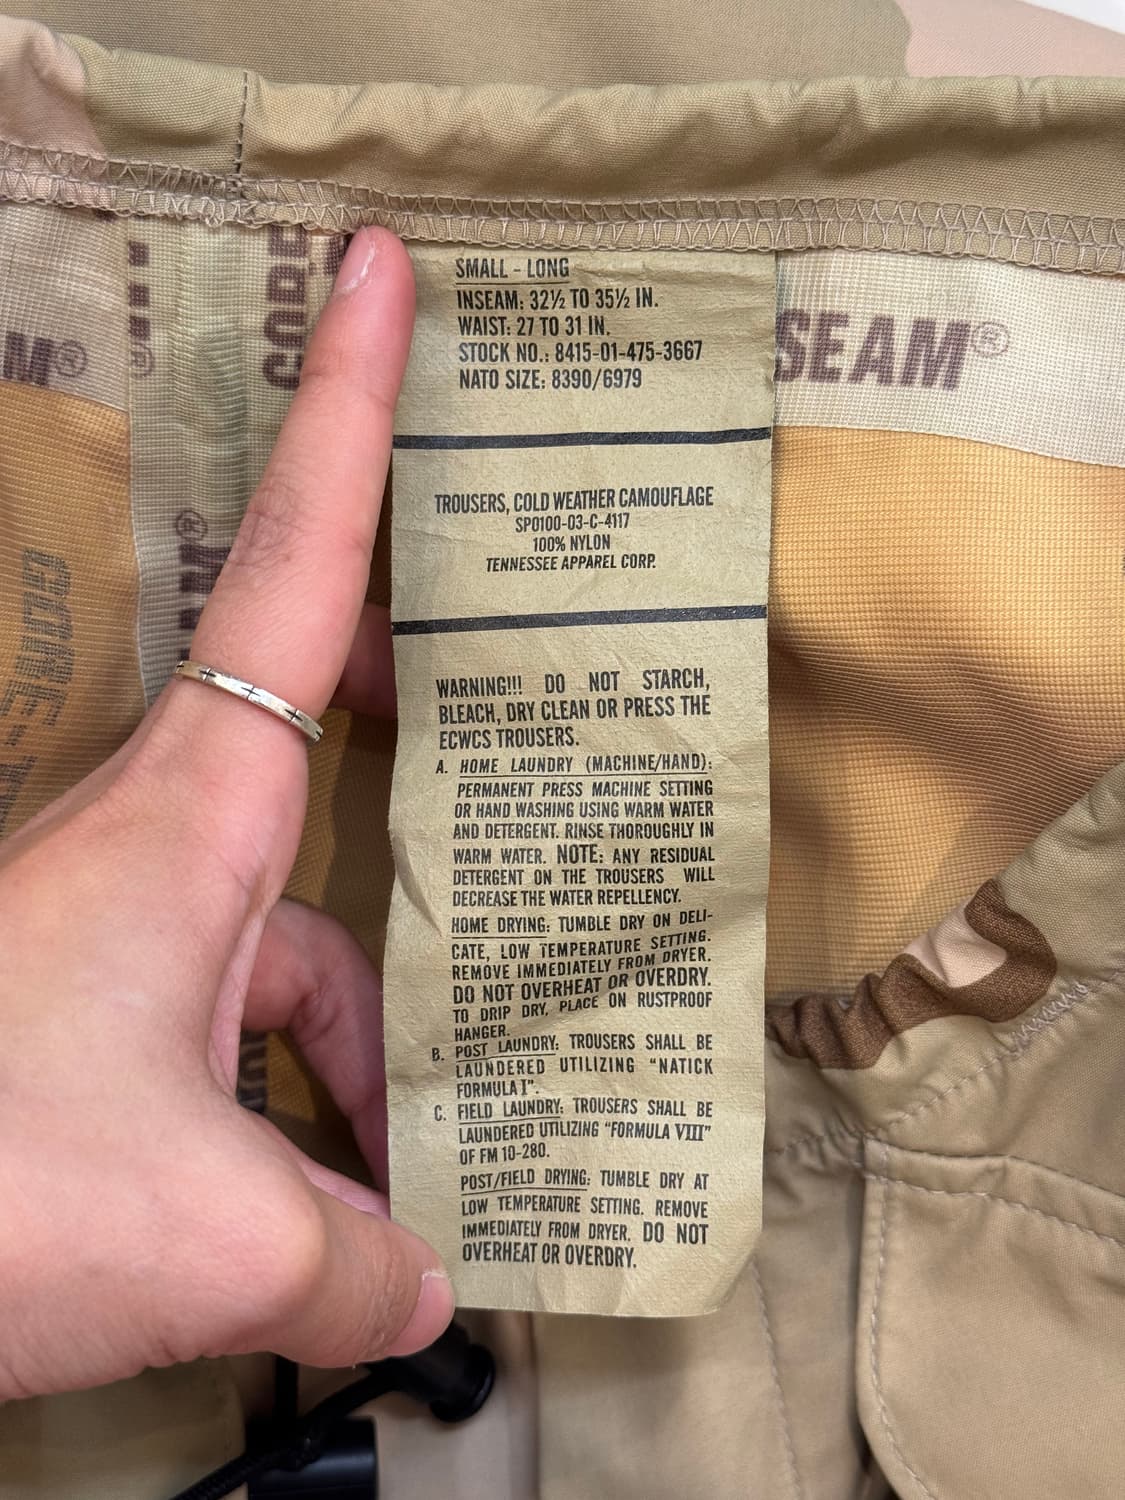 SMALL - LONG
INSEAM: 32½ TO 35½ IN.
WAIST: 27 TO 31 IN.
STOCK NO.: 8415-01-475-3667
NATO SIZE: 8390/6979
TROUSERS, COLD WEATHER CAMOUFLAGE
SP0100-03-C-4117
100% NYLON
TENNESSEE APPAREL CORP.
WARNING!!! DO NOT STARCH,
BLEACH, DRY CLEAN OR PRESS THE
ECWCS TROUSERS.
A. HOME LAUNDRY (MACHINE/HAND):
PERMANENT PRESS MACHINE SETTING
OR HAND WASHING USING WARM WATER
AND DETERGENT. RINSE THOROUGHLY IN
WARM WATER. NOTE: ANY RESIDUAL
DETERGENT ON THE TROUSERS WILL
DECREASE THE WATER REPELLENCY.
HOME DRYING: TUMBLE DRY ON DELI-
CATE, LOW TEMPERATURE SETTING.
REMOVE IMMEDIATELY FROM DRYER.
DO NOT OVERHEAT OR OVERDRY.
TO DRIP DRY, PLACE ON RUSTPROOF
HANGER.
B. POST LAUNDRY: TROUSERS SHALL BE
LAUNDERED UTILIZING "NATICK
FORMULA I".
C. FIELD LAUNDRY: TROUSERS SHALL BE
LAUNDERED UTILIZING "FORMULA VIII"
OF FM 10-280.
POST/FIELD DRYING: TUMBLE DRY AT
LOW TEMPERATURE SETTING. REMOVE
IMMEDIATELY FROM DRYER. DO NOT
OVERHEAT OR OVERDRY.
SEAM®